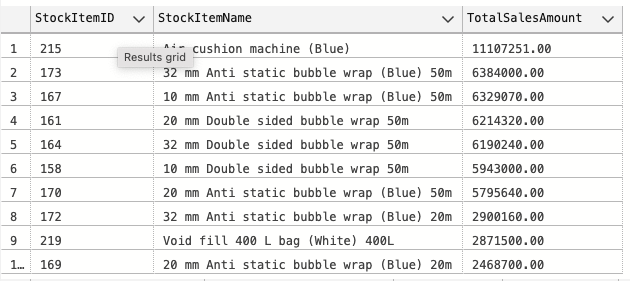 StockItemID StockItemName TotalSalesAmount
1 215 Air cushion machine (Blue) 11107251.00
Results grid
2 173 32 mm Anti static bubble wrap (Blue) 50m 6384000.00
3 167 10 mm Anti static bubble wrap (Blue) 50m 6329070.00
4 161 20 mm Double sided bubble wrap 50m 6214320.00
5 164 32 mm Double sided bubble wrap 50m 6190240.00
6 158 10 mm Double sided bubble wrap 50m 5943000.00
7 170 20 mm Anti static bubble wrap (Blue) 50m 5795640.00
8 172 32 mm Anti static bubble wrap (Blue) 20m 2900160.00
9 219 Void fill 400 L bag (White) 400L 2871500.00
1… 169 20 mm Anti static bubble wrap (Blue) 20m 2468700.00